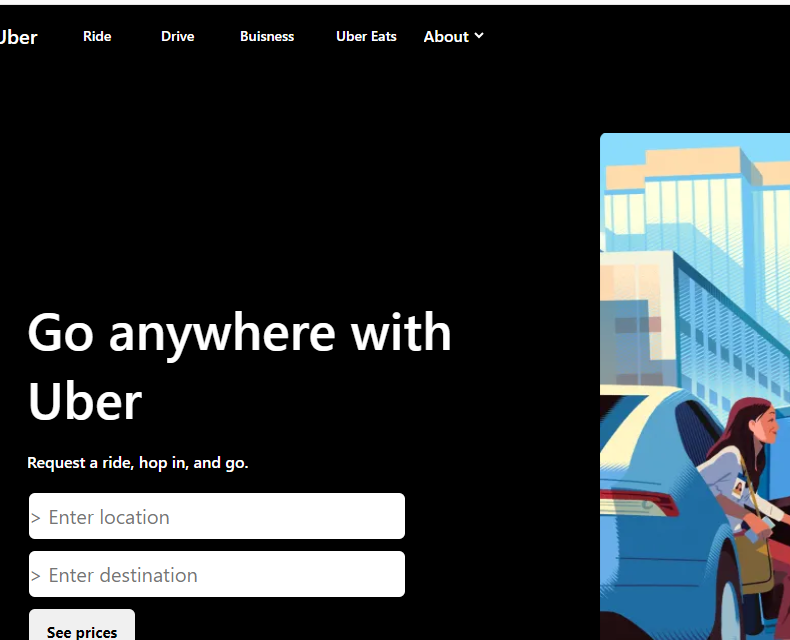 Uber Ride Drive Buisness Uber Eats About
Go anywhere with
Uber
Request a ride, hop in, and go.
> Enter location
> Enter destination
See prices